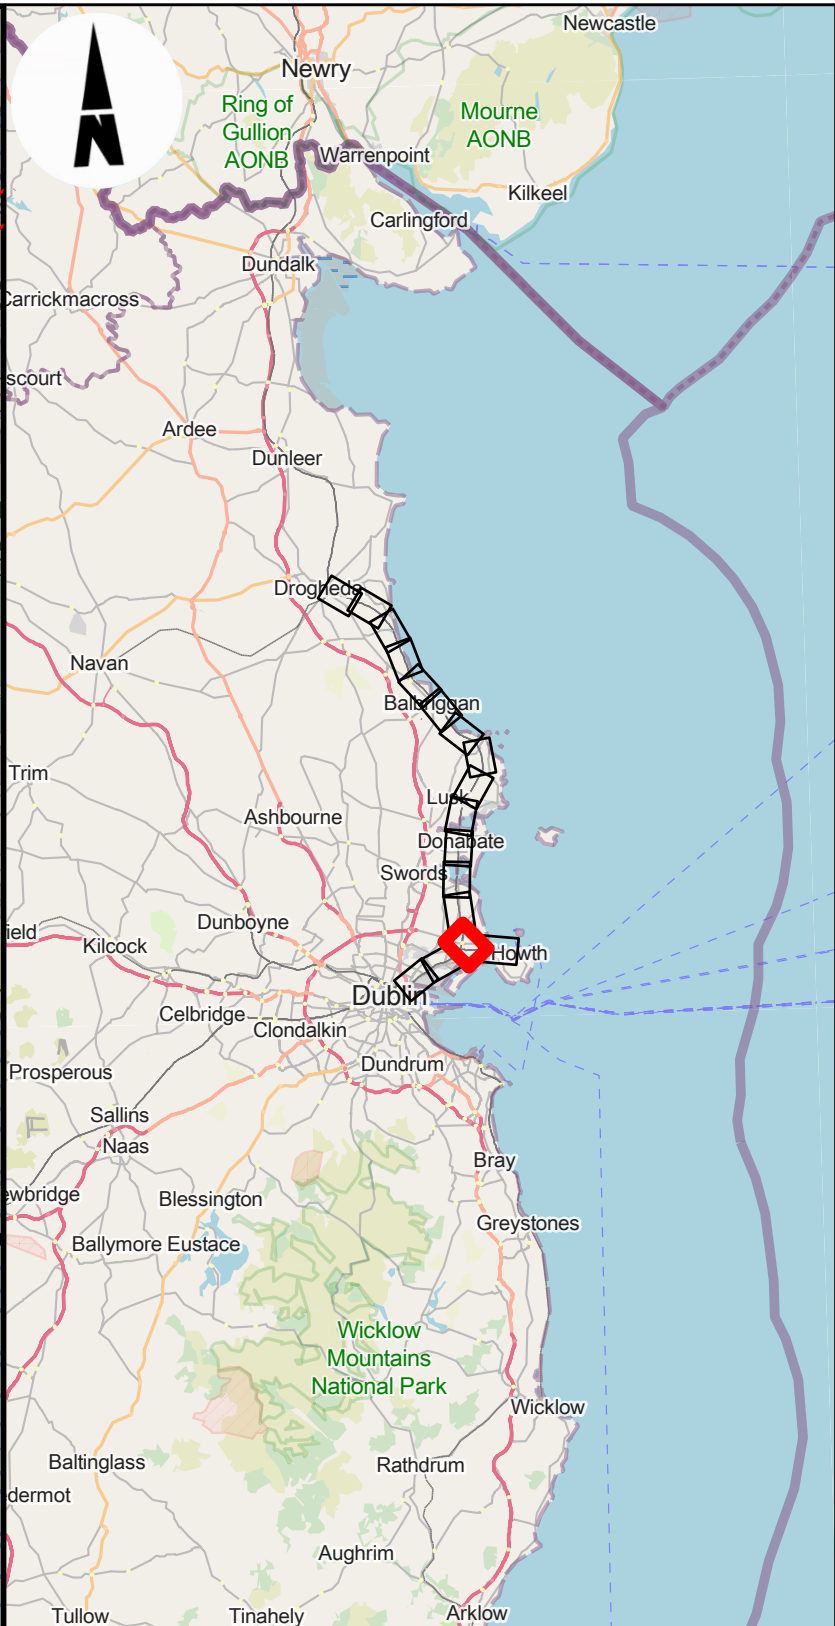 Newcastle
N
Newry
Ring of
Gullion
AONB
Mourne
AONB
Warrenpoint
Kilkeel
Carlingford
Dundalk
Carrickmacross
scourt
Ardee
Dunleer
Drogheda
Navan
Balbriggan
Trim
Lusk
Ashbourne
Donabate
Swords
Dunboyne
ield
Kilcock
Howth
Dublin
Celbridge
Clondalkin
Dundrum
Prosperous
Sallins
Naas
Bray
ewbridge
Blessington
Greystones
Ballymore Eustace
Wicklow
Mountains
National Park
Wicklow
Baltinglass
Rathdrum
dermot
Aughrim
Tullow
Tinahely
Arklow